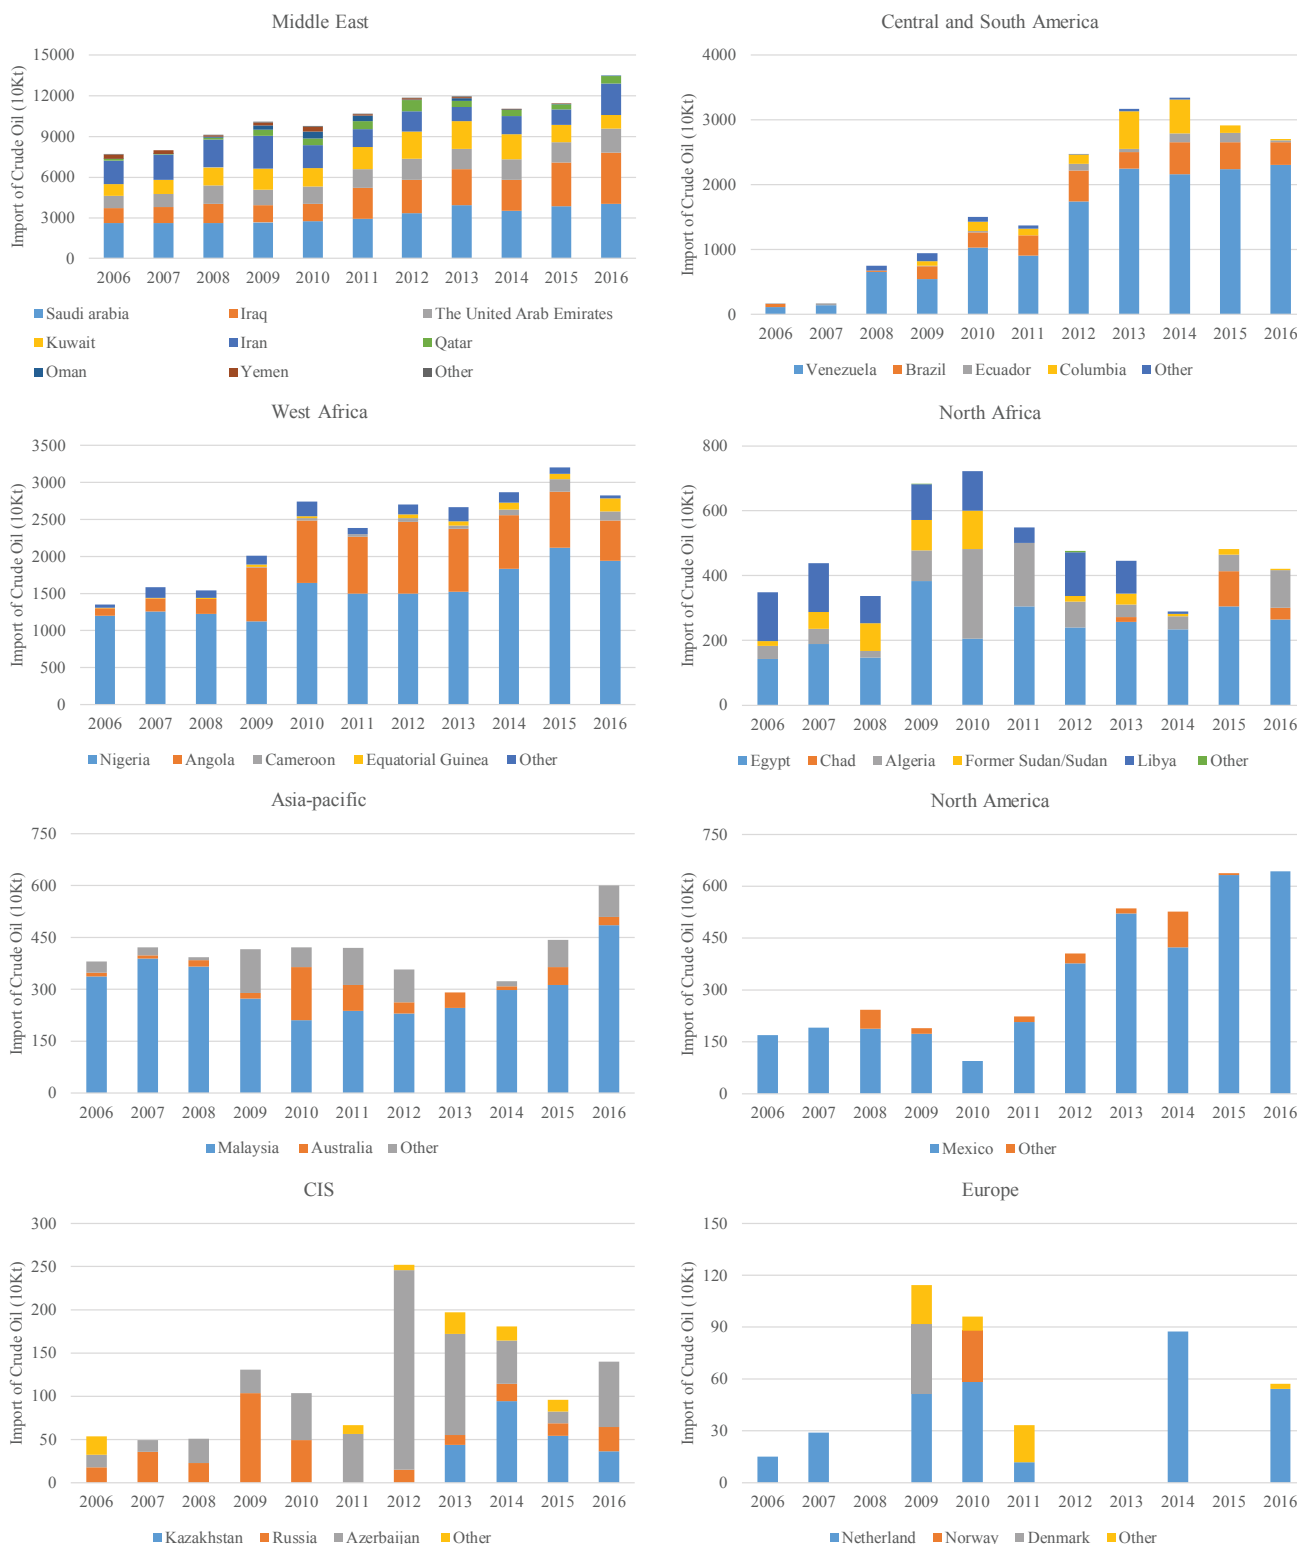 Middle East
Import of Crude Oil (10Kt)
15000
12000
9000
6000
3000
0
2006 2007 2008 2009 2010 2011 2012 2013 2014 2015 2016
Saudi arabia Iraq The United Arab Emirates
Kuwait Iran Qatar
Oman Yemen Other
Central and South America
Import of Crude Oil (10Kt)
4000
3000
2000
1000
0
2006 2007 2008 2009 2010 2011 2012 2013 2014 2015 2016
Venezuela Brazil Ecuador Columbia Other
West Africa
Import of Crude Oil (10Kt)
3500
3000
2500
2000
1500
1000
500
0
2006 2007 2008 2009 2010 2011 2012 2013 2014 2015 2016
Nigeria Angola Cameroon Equatorial Guinea Other
North Africa
Import of Crude Oil (10Kt)
800
600
400
200
0
2006 2007 2008 2009 2010 2011 2012 2013 2014 2015 2016
Egypt Chad Algeria Former Sudan/Sudan Libya Other
Asia-pacific
Import of Crude Oil (10Kt)
750
600
450
300
150
0
2006 2007 2008 2009 2010 2011 2012 2013 2014 2015 2016
Malaysia Australia Other
North America
Import of Crude Oil (10Kt)
750
600
450
300
150
0
2006 2007 2008 2009 2010 2011 2012 2013 2014 2015 2016
Mexico Other
CIS
Import of Crude Oil (10Kt)
300
250
200
150
100
50
0
2006 2007 2008 2009 2010 2011 2012 2013 2014 2015 2016
Kazakhstan Russia Azerbaijan Other
Europe
Import of Crude Oil (10Kt)
150
120
90
60
30
0
2006 2007 2008 2009 2010 2011 2012 2013 2014 2015 2016
Netherland Norway Denmark Other